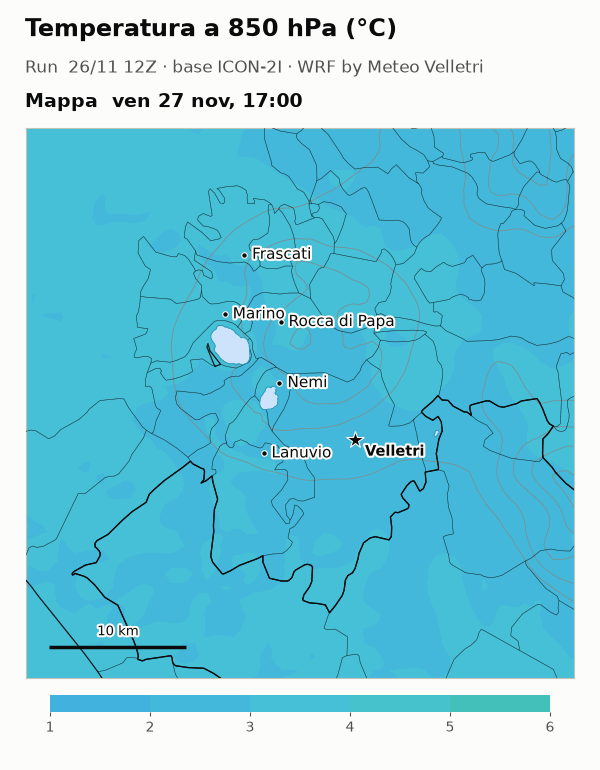 Temperatura a 850 hPa (°C)
Run  26/11 12Z · base ICON-2I · WRF by Meteo Velletri
Mappa  ven 27 nov, 17:00
Frascati
Marino
Rocca di Papa
Nemi
Velletri
Lanuvio
10 km
1 2 3 4 5 6